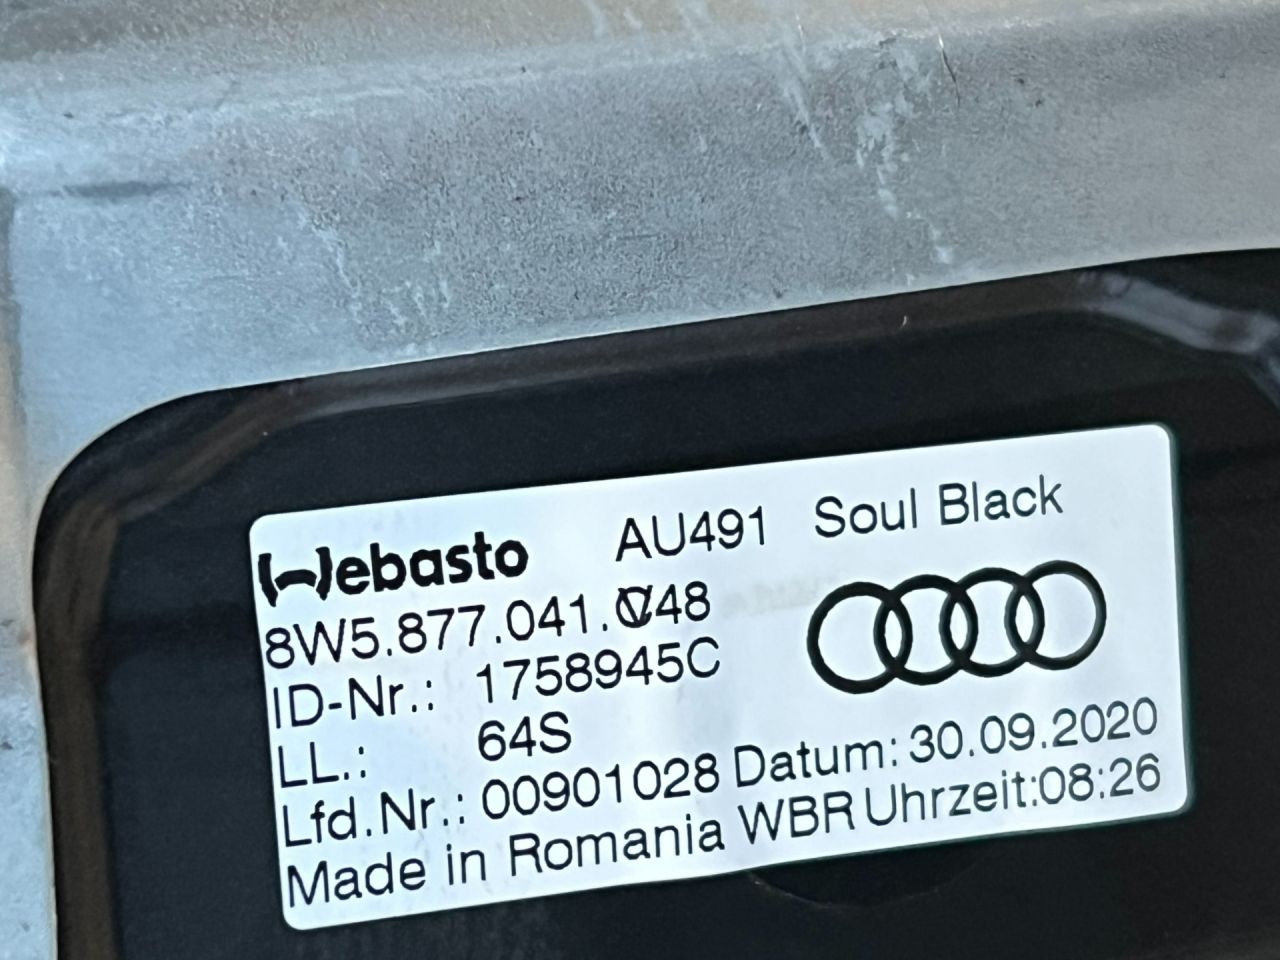 Webasto AU491 Soul Black
8W5.877.041. 48
ID-Nr.: 1758945C
LL.: 64S
Lfd.Nr.: 00901028 Datum: 30.09.2020
Made in Romania WBR Uhrzeit:08:26